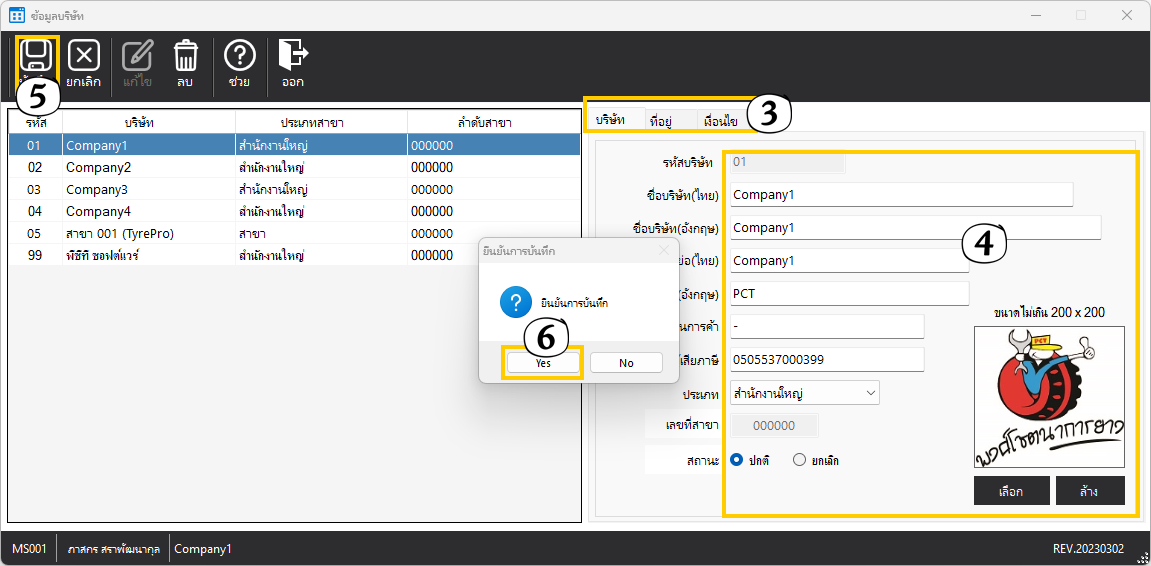 ข้อมูลบริษัท
ยกเลิก
แก้ไข
ลบ
ช่วย
ออก
5
รหัส บริษัท ประเภทสาขา ลำดับสาขา
01 Company1 สำนักงานใหญ่ 000000
02 Company2 สำนักงานใหญ่ 000000
03 Company3 สำนักงานใหญ่ 000000
04 Company4 สำนักงานใหญ่ 000000
05 สาขา 001 (TyrePro) สาขา 000000
99 พีซีที ซอฟต์แวร์ สำนักงานใหญ่ 000000
บริษัท ที่อยู่ เงื่อนไข
3
รหัสบริษัท 01
ชื่อบริษัท(ไทย) Company1
ชื่อบริษัท(อังกฤษ) Company1
4
ย่อ(ไทย) Company1
(อังกฤษ) PCT
นการค้า -
เสียภาษี 0505537000399
ประเภท สำนักงานใหญ่
เลขที่สาขา 000000
สถานะ ปกติ ยกเลิก
ขนาดไม่เกิน 200 x 200
PCT
พงศ์โชตนาการยาง
เลือก ล้าง
ยืนยันการบันทึก
ยืนยันการบันทึก
6
Yes No
MS001 ภาสกร สราพัฒนากุล Company1 REV.20230302